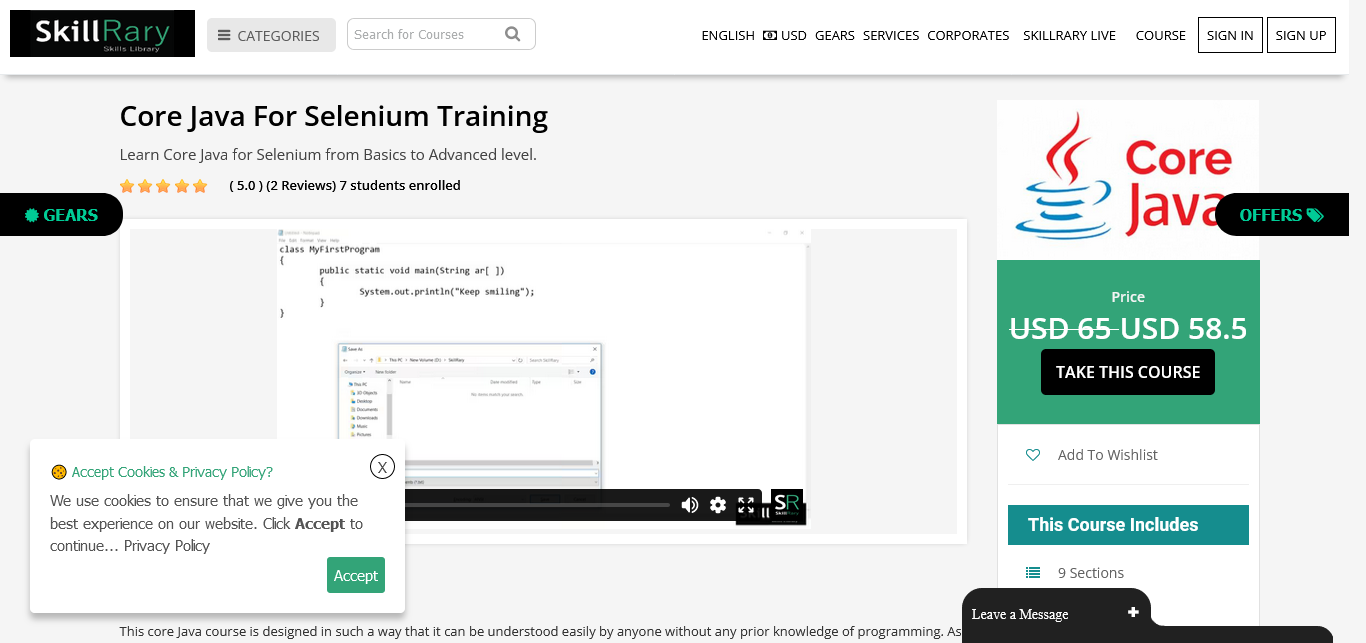 SkillRary
Skills Library
CATEGORIES
Search for Courses
ENGLISH USD GEARS SERVICES CORPORATES SKILLRARY LIVE COURSE SIGN IN SIGN UP
Core Java For Selenium Training
Learn Core Java for Selenium from Basics to Advanced level.
( 5.0 ) (2 Reviews) 7 students enrolled
GEARS
OFFERS
Core
Java
class MyFirstProgram
{
public static void main(String ar[ ])
{
System.out.println("Keep smiling");
}
}
Save As
This PC > New Volume (D:) > SkillRary
Search SkillRary
Organize New folder
Name Date modified Type Size
No items match your search.
This PC
3D Objects
Desktop
Documents
Downloads
Music
Pictures
SR
SkillRary
Price
USD 65 USD 58.5
TAKE THIS COURSE
Add To Wishlist
This Course Includes
9 Sections
Accept Cookies & Privacy Policy?
X
We use cookies to ensure that we give you the
best experience on our website. Click Accept to
continue... Privacy Policy
Accept
Leave a Message
This core Java course is designed in such a way that it can be understood easily by anyone without any prior knowledge of programming. As